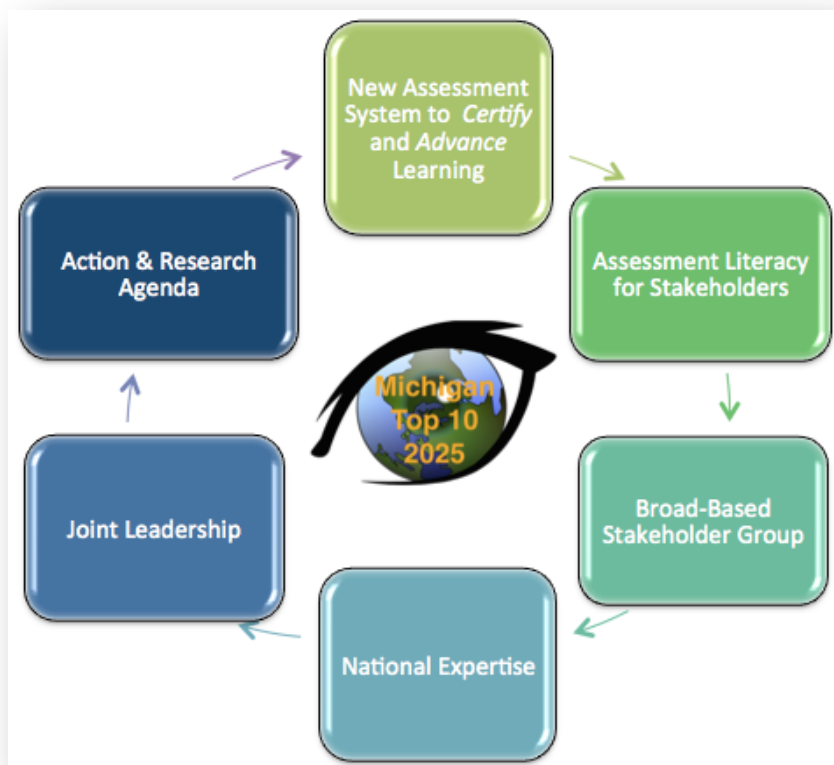 New Assessment
System to Certify
and Advance
Learning
Assessment Literacy
for Stakeholders
Broad-Based
Stakeholder Group
National Expertise
Joint Leadership
Action & Research
Agenda
Michigan
Top 10
2025